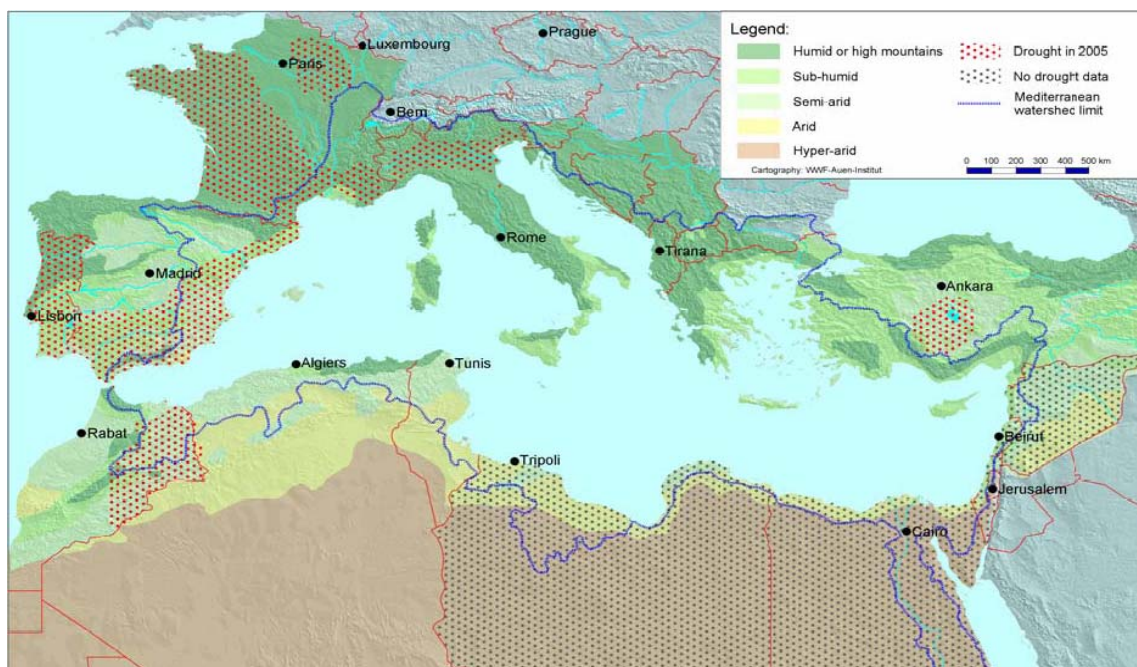 Legend:
Humid or high mountains
Sub-humid
Semi-arid
Arid
Hyper-arid
Drought in 2005
No drought data
Mediterranean
watershed limit
Cartography: WWF-Auen-Institut
0 100 200 300 400 500 km
Prague
Luxembourg
Paris
Bern
Rome
Tirana
Madrid
Lisbon
Ankara
Algiers
Tunis
Rabat
Tripoli
Beirut
Jerusalem
Cairo